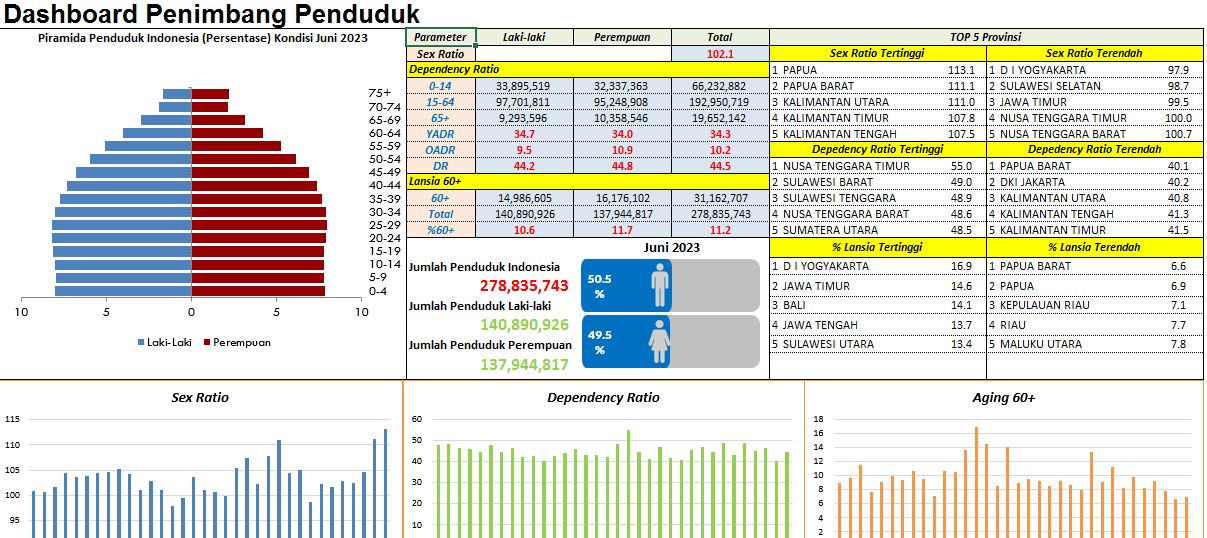 Dashboard Penimbang Penduduk
Piramida Penduduk Indonesia (Persentase) Kondisi Juni 2023
75+
70-74
65-69
60-64
55-59
50-54
45-49
40-44
35-39
30-34
25-29
20-24
15-19
10-14
5-9
0-4
10 5 0 5 10
Laki-Laki Perempuan
Parameter Laki-laki Perempuan Total
Sex Ratio 102.1
Dependency Ratio
0-14 33,895,519 32,337,363 66,232,882
15-64 97,701,811 95,248,908 192,950,719
65+ 9,293,596 10,358,546 19,652,142
YADR 34.7 34.0 34.3
OADR 9.5 10.9 10.2
DR 44.2 44.8 44.5
Lansia 60+
60+ 14,986,605 16,176,102 31,162,707
Total 140,890,926 137,944,817 278,835,743
%60+ 10.6 11.7 11.2
Juni 2023
Jumlah Penduduk Indonesia
278,835,743
Jumlah Penduduk Laki-laki
140,890,926
Jumlah Penduduk Perempuan
137,944,817
50.5
%
49.5
%
TOP 5 Provinsi
Sex Ratio Tertinggi Sex Ratio Terendah
1 PAPUA 113.1 1 D I YOGYAKARTA 97.9
2 PAPUA BARAT 111.1 2 SULAWESI SELATAN 98.7
3 KALIMANTAN UTARA 111.0 3 JAWA TIMUR 99.5
4 KALIMANTAN TIMUR 107.8 4 NUSA TENGGARA TIMUR 100.0
5 KALIMANTAN TENGAH 107.5 5 NUSA TENGGARA BARAT 100.7
Depedency Ratio Tertinggi Depedency Ratio Terendah
1 NUSA TENGGARA TIMUR 55.0 1 PAPUA BARAT 40.1
2 SULAWESI BARAT 49.0 2 DKI JAKARTA 40.2
3 SULAWESI TENGGARA 48.9 3 KALIMANTAN UTARA 40.8
4 NUSA TENGGARA BARAT 48.6 4 KALIMANTAN TENGAH 41.3
5 SUMATERA UTARA 48.5 5 KALIMANTAN TIMUR 41.5
% Lansia Tertinggi % Lansia Terendah
1 D I YOGYAKARTA 16.9 1 PAPUA BARAT 6.6
2 JAWA TIMUR 14.6 2 PAPUA 6.9
3 BALI 14.1 3 KEPULAUAN RIAU 7.1
4 JAWA TENGAH 13.7 4 RIAU 7.7
5 SULAWESI UTARA 13.4 5 MALUKU UTARA 7.8
Sex Ratio
115
110
105
100
95
Dependency Ratio
60
50
40
30
20
10
Aging 60+
18
16
14
12
10
8
6
4
2